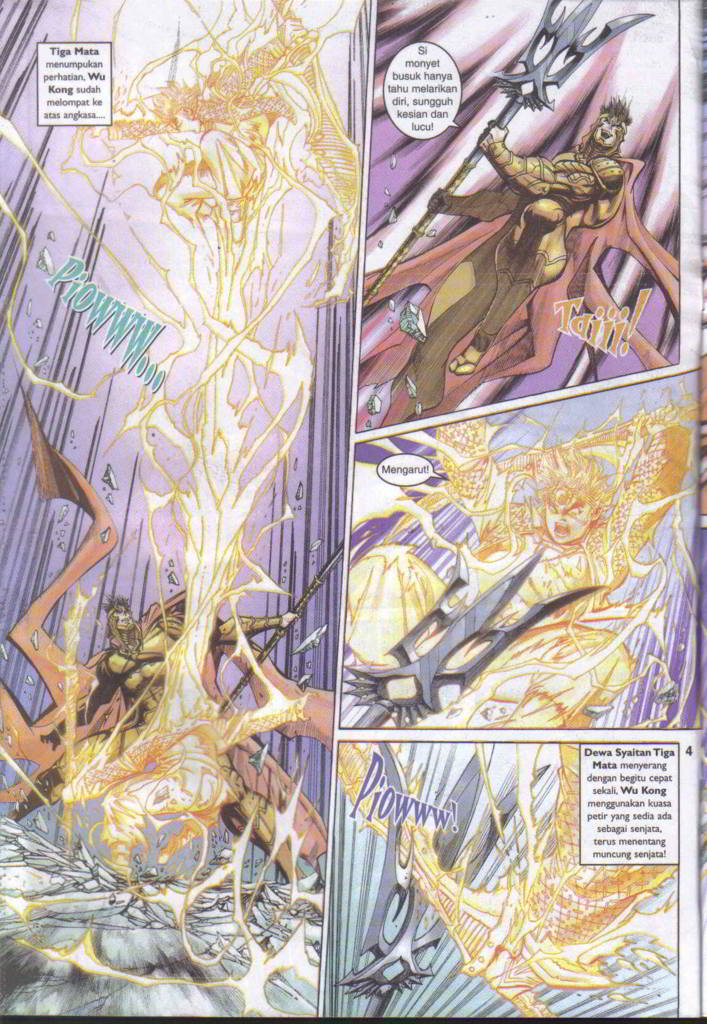 Tiga Mata
menumpukan
perhatian, Wu
Kong sudah
melompat ke
atas angkasa....
Piowww...
Si
monyet
busuk hanya
tahu melarikan
diri, sungguh
kesian dan
lucu!
Taiii!
Mengarut!
Piowww!
Dewa Syaitan Tiga
Mata menyerang
dengan begitu cepat
sekali, Wu Kong
menggunakan kuasa
petir yang sedia ada
sebagai senjata,
terus menentang
muncung senjata!
4